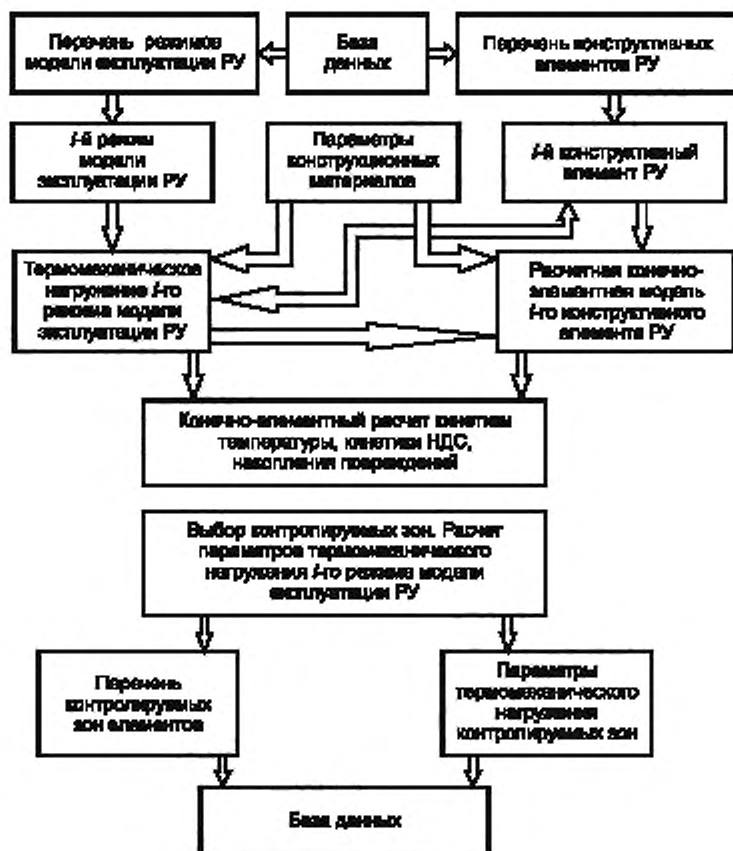 Перечень режимов
модели эксплуатации РУ
База
данных
Перечень конструктивных
элементов РУ
i-й режим
модели
эксплуатации РУ
Параметры
конструкционных
материалов
i-й конструктивный
элемент РУ
Термомеханическое
нагружение i-го
режима модели
эксплуатации РУ
Расчетная конечно-
элементная модель
i-го конструктивного
элемента РУ
Конечно-элементный расчет кинетики
температуры, кинетики НДС,
накопления повреждений
Выбор контролируемых зон. Расчет
параметров термомеханического
нагружения i-го режима модели
эксплуатации РУ
Перечень
контролируемых
зон элементов
Параметры
термомеханического
нагружения
контролируемых зон
База данных